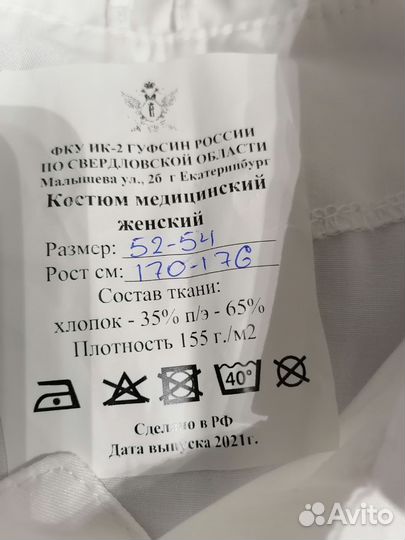 ФКУ ИК-2 ГУФСИН РОССИИ
ПО СВЕРДЛОВСКОЙ ОБЛАСТИ
Малышева ул., 2б г Екатеринбург
Костюм медицинский
женский
Размер: 52-54
Рост см: 170-176
Состав ткани:
хлопок - 35% п/э - 65%
Плотность 155 г./м2
40°
Сделано в РФ
Дата выпуска 2021г.
Avito